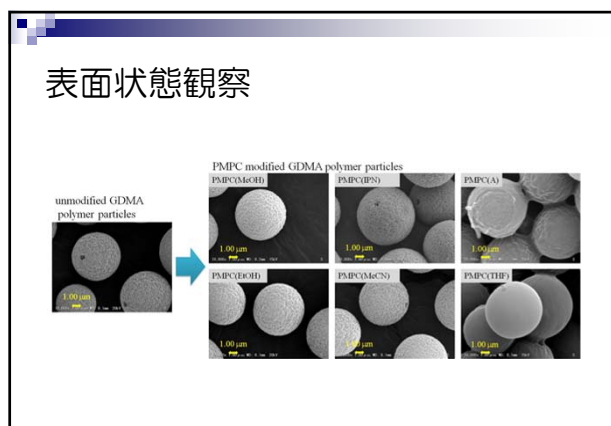 表面状態観察
PMPC modified GDMA polymer particles
unmodified GDMA
polymer particles
PMPC(MeOH)
PMPC(IPN)
PMPC(A)
1.00 μm
1.00 μm
1.00 μm
1.00 μm
PMPC(EtOH)
PMPC(MeCN)
PMPC(THF)
1.00 μm
1.00 μm
1.00 μm